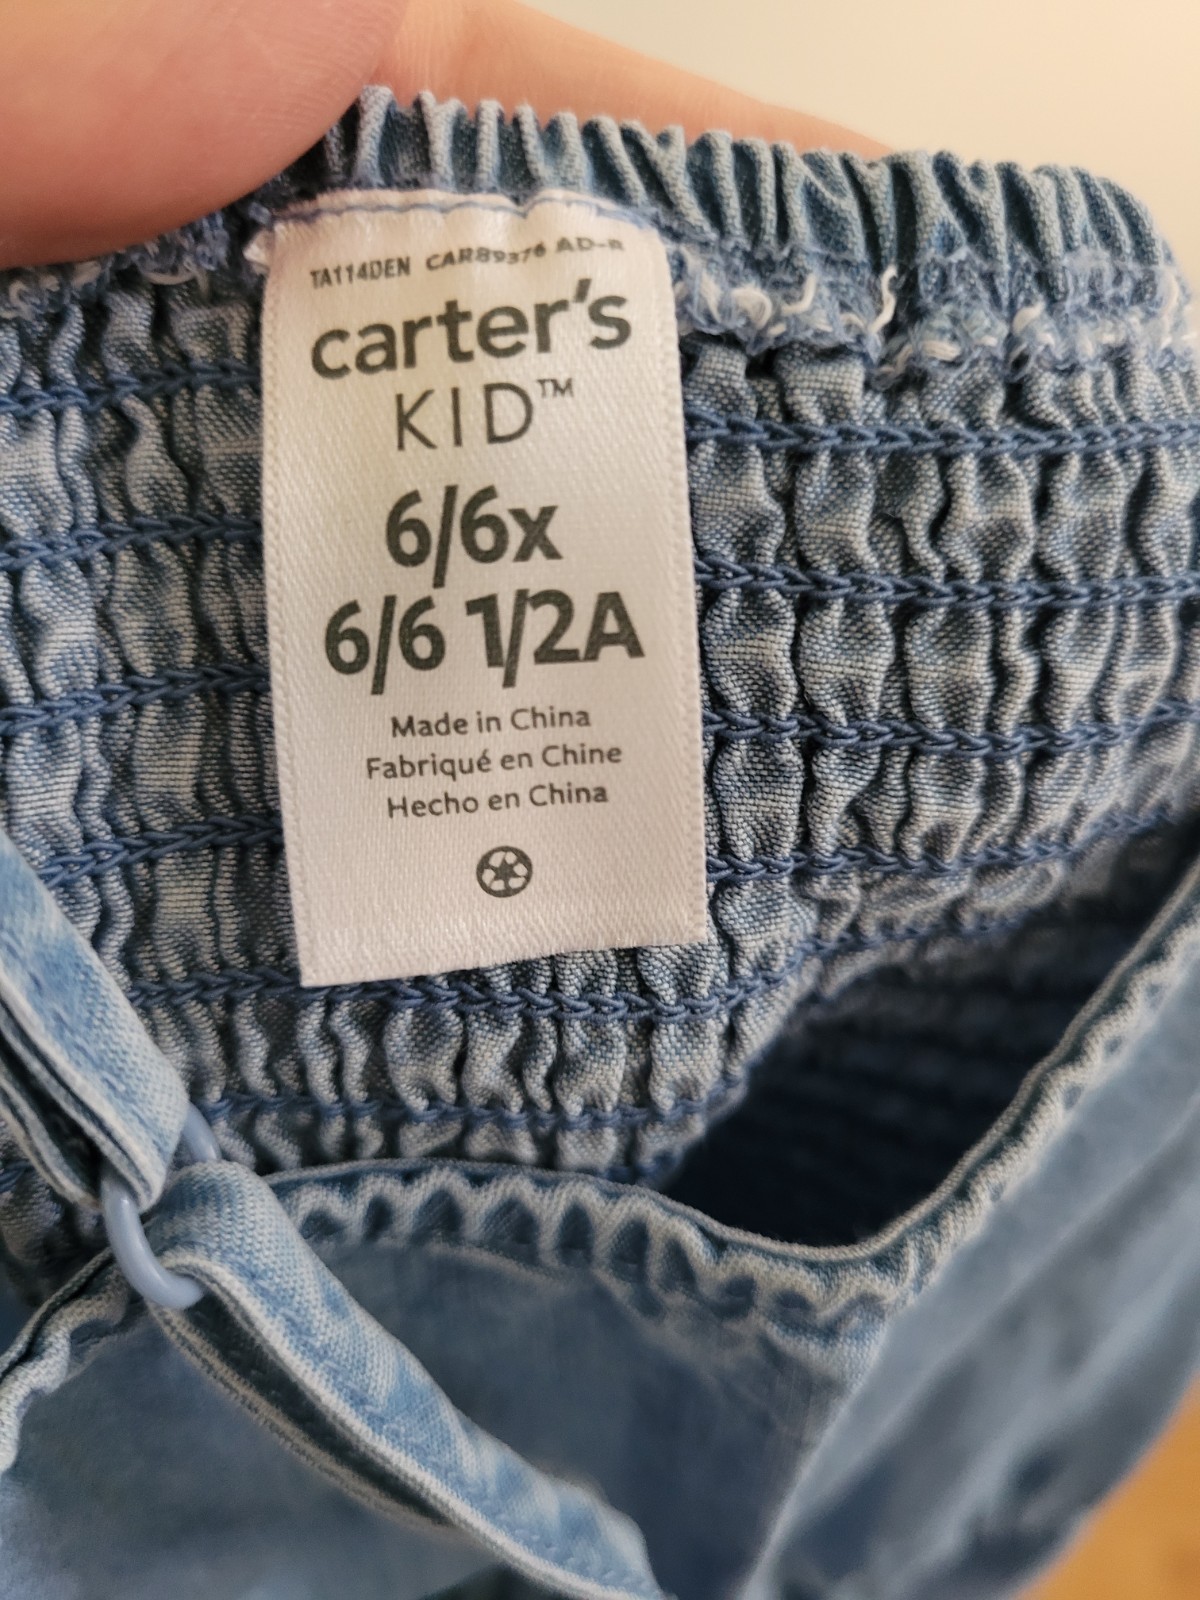 TA114DEN CAR89376 AD-R
carter's
KID™
6/6x
6/6 1/2A
Made in China
Fabriqué en Chine
Hecho en China